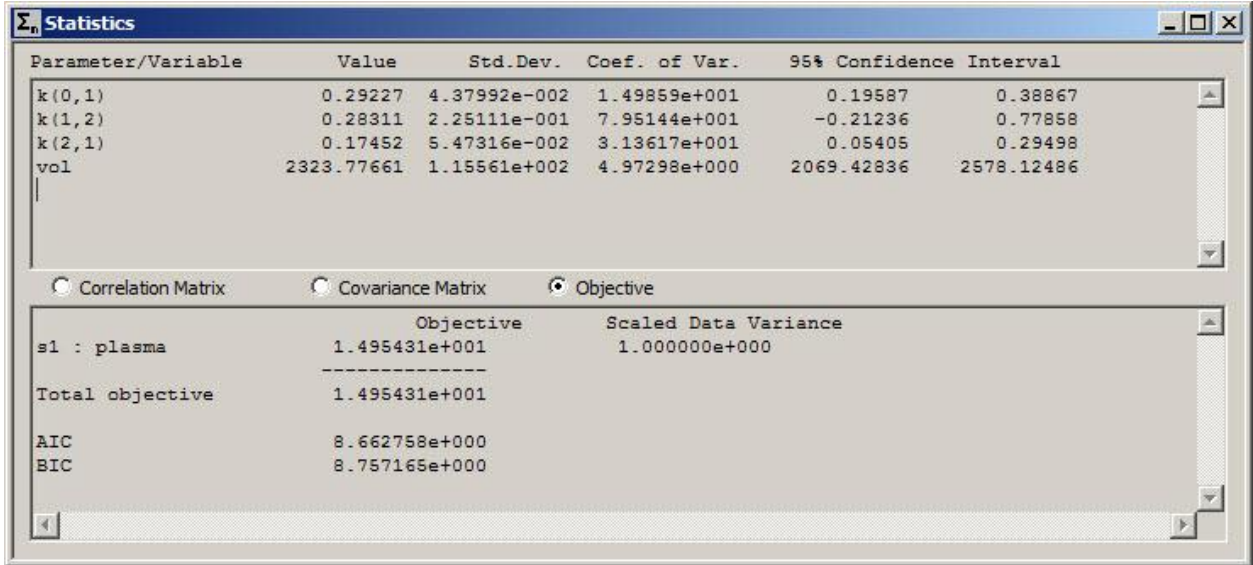 Σn Statistics
Parameter/Variable Value Std.Dev. Coef. of Var. 95% Confidence Interval
k(0,1) 0.29227 4.37992e-002 1.49859e+001 0.19587 0.38867
k(1,2) 0.28311 2.25111e-001 7.95144e+001 -0.21236 0.77858
k(2,1) 0.17452 5.47316e-002 3.13617e+001 0.05405 0.29498
vol 2323.77661 1.15561e+002 4.97298e+000 2069.42836 2578.12486
Correlation Matrix Covariance Matrix Objective
Objective Scaled Data Variance
s1 : plasma 1.495431e+001 1.000000e+000
--------------
Total objective 1.495431e+001
AIC 8.662758e+000
BIC 8.757165e+000